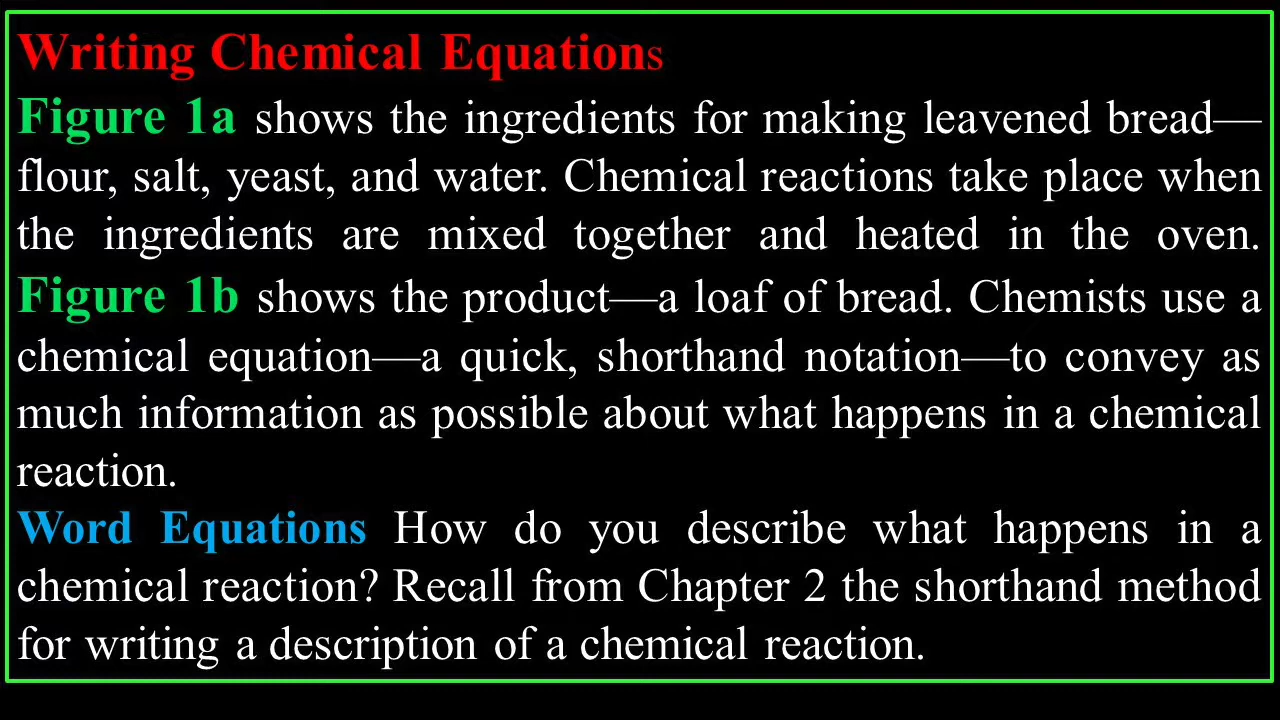 Writing Chemical Equations
Figure 1a shows the ingredients for making leavened bread—
flour, salt, yeast, and water. Chemical reactions take place when
the ingredients are mixed together and heated in the oven.
Figure 1b shows the product—a loaf of bread. Chemists use a
chemical equation—a quick, shorthand notation—to convey as
much information as possible about what happens in a chemical
reaction.
Word Equations How do you describe what happens in a
chemical reaction? Recall from Chapter 2 the shorthand method
for writing a description of a chemical reaction.